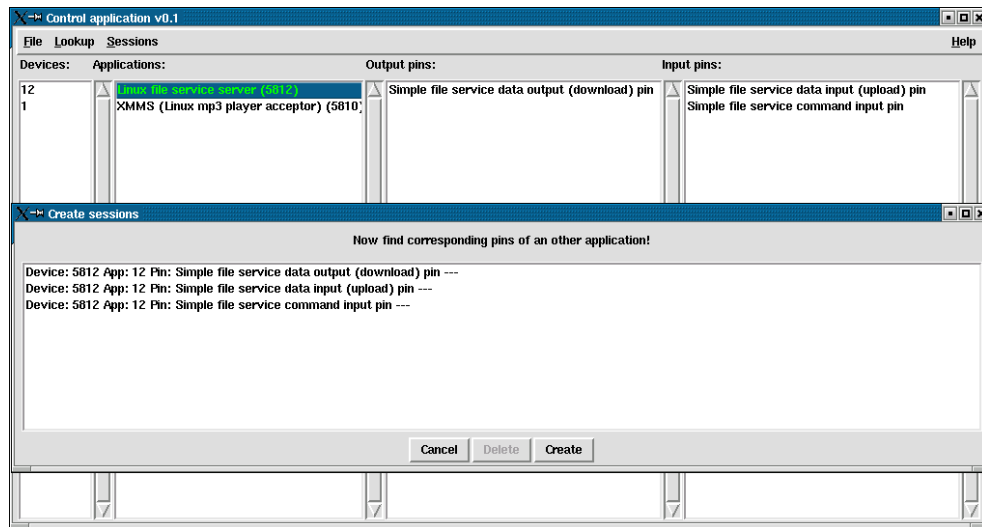 Control application v0.1
File Lookup Sessions Help
Devices: Applications: Output pins: Input pins:
12 Linux file service server (5812) Simple file service data output (download) pin Simple file service data input (upload) pin
1 XMMS (Linux mp3 player acceptor) (5810) Simple file service command input pin
Create sessions
Now find corresponding pins of an other application!
Device: 5812 App: 12 Pin: Simple file service data output (download) pin ---
Device: 5812 App: 12 Pin: Simple file service data input (upload) pin ---
Device: 5812 App: 12 Pin: Simple file service command input pin ---
Cancel Delete Create